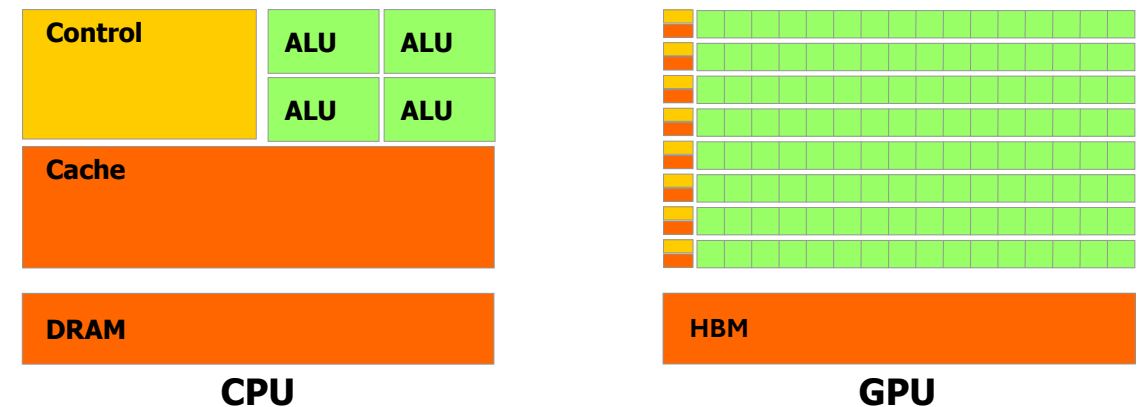 Control
ALU
ALU
ALU
ALU
Cache
DRAM
CPU
HBM
GPU